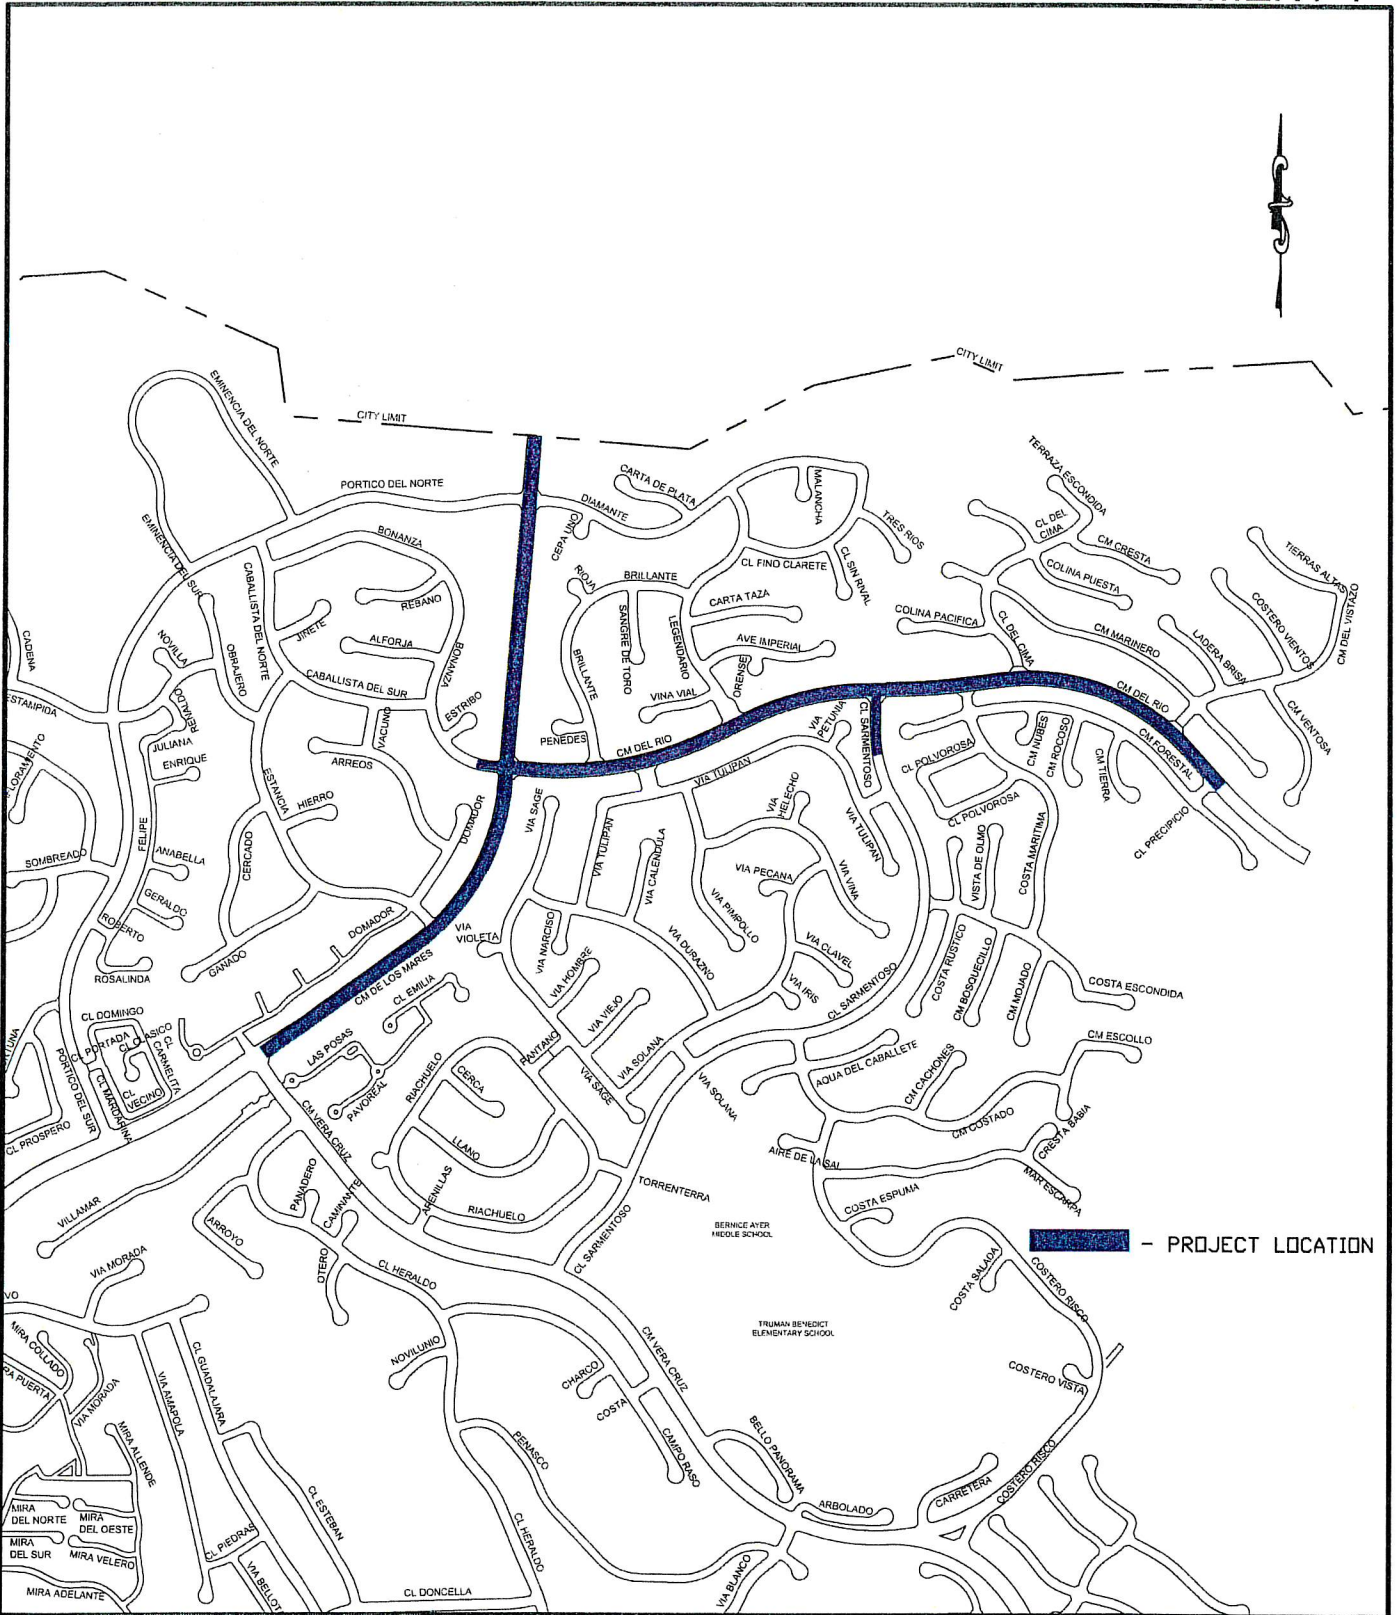 CITY LIMIT
CITY LIMIT
EMINENCIA DEL NORTE
PORTICO DEL NORTE
CARTA DE PLATA
MALANCHA
TERRAZA ESCONDIDA
DIAMANTE
CEPA UNO
TRES RIOS
CL DEL
CIMA
CM CRESTA
TIERRAS ALTAS
EMINENCIA DEL SUR
BONANZA
CABALLISTA DEL NORTE
REBANO
RIOJA
BRILLANTE
CL FINO CLARETE
CL SIN RIVAL
COLINA PUESTA
COSTERO VIENTOS
CM DEL VISTAZO
JINETE
ALFORJA
BONANZA
SANGRE DE TORO
LEGENDARIO
CARTA TAZA
COLINA PACIFICA
CL DEL CIMA
CM MARINERO
LADERA BRISA
CADENA
NOVILLA
OBRAJERO
AVE IMPERIAL
BRILLANTE
ORENSE
RENALDO
CABALLISTA DEL SUR
VINA VIAL
CM DEL RIO
ESTAMPIDA
ESTRIBO
VACUNO
JULIANA
ENRIQUE
ARREOS
PENEDES
CM DEL RIO
VIA
PETUNIA
CL SARMENTOSO
CL POLVOROSA
CM NUBES
CM ROCOSO
CM TIERRA
CM FORESTAL
CM VENTOSA
VIA TULIPAN
ESTANCIA
HIERRO
DOMADOR
VIA SAGE
VIA
HELECHO
CL POLVOROSA
CL PRECIPICIO
FELIPE
CERCADO
SOMBREADO
ANABELLA
GERALDO
VIA TULIPAN
VIA CALENDULA
VIA TULIPAN
VIA PECANA
VIA VINA
VISTA DE OLMO
COSTA MARITIMA
ROBERTO
ROSALINDA
GANADO
DOMADOR
VIA
VIOLETA
VIA NARCISO
VIA PIMPOLLO
VIA DURAZNO
VIA CLAVEL
VIA IRIS
COSTA RUSTICO
CM BOSQUECILLO
CM MOJADO
COSTA ESCONDIDA
CM DE LOS MARES
CL EMILIA
VIA HOMBRE
VIA VIEJO
CL SARMENTOSO
CL DOMINGO
CL PORTADA
CL CLASICO
CL
CARMELITA
CL
VECINO
CL MANDARINA
PORTICO DEL SUR
LAS POSAS
PAVOREAL
RIACHUELO
CERCA
PANTANO
VIA SAGE
VIA SOLANA
VIA SOLANA
AQUA DEL CABALLETE
CM CACHONES
CM ESCOLLO
CL PROSPERO
CM VERA CRUZ
LLANO
CM COSTADO
CRESTA BABIA
AIRE DE LA SAL
MAR ESCARPA
VILLAMAR
PANADERO
CAMINANTE
ARENILLAS
RIACHUELO
TORRENTERRA
COSTA ESPUMA
ARROYO
OTERO
CL SARMENTOSO
BERNICE AYER
MIDDLE SCHOOL
- PROJECT LOCATION
VIA MORADA
CL HERALDO
COSTA SALADA
COSTERO RISCO
MIRA COLLADO
VIA MORADA
CL GUADALAJARA
VIA AMAPOLA
NOVILUNIO
CHARCO
COSTA
CM VERA CRUZ
TRUMAN BENEDICT
ELEMENTARY SCHOOL
COSTERO VISTA
MIRA ALLENDE
PENASCO
CAMPO RASO
BELLO PANORAMA
ARBOLADO
CARRETERA
COSTERO RISCO
MIRA
DEL NORTE
MIRA
DEL OESTE
MIRA
DEL SUR
MIRA VELERO
MIRA ADELANTE
CL PIEDRAS
CL ESTEBAN
CL HERALDO
CL DONCELLA
VIA BLANCO